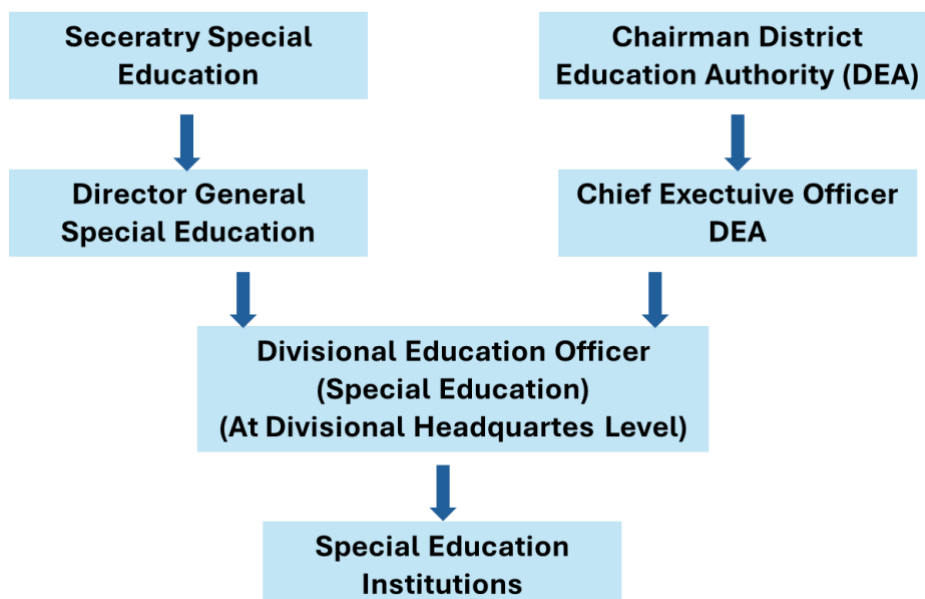 Seceratry Special
Education
Chairman District
Education Authority (DEA)
Director General
Special Education
Chief Exectuive Officer
DEA
Divisional Education Officer
(Special Education)
(At Divisional Headquartes Level)
Special Education
Institutions